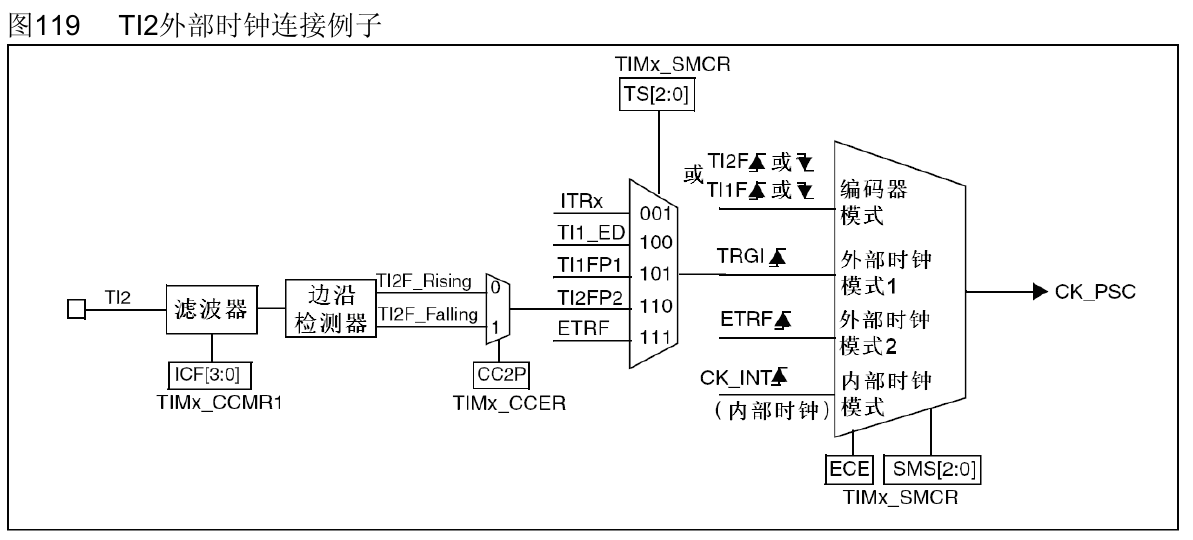 图119 TI2外部时钟连接例子
TIMx_SMCR
TS[2:0]
或
TI2F 或
TI1F 或
编码器
模式
ITRx
001
TI1_ED
100
TI1FP1
101
TI2FP2
110
ETRF
111
TRGI
外部时钟
模式1
ETRF
外部时钟
模式2
CK_INT
(内部时钟)
内部时钟
模式
CK_PSC
TI2
滤波器
边沿
检测器
TI2F_Rising
0
TI2F_Falling
1
ICF[3:0]
TIMx_CCMR1
CC2P
TIMx_CCER
ECE
SMS[2:0]
TIMx_SMCR